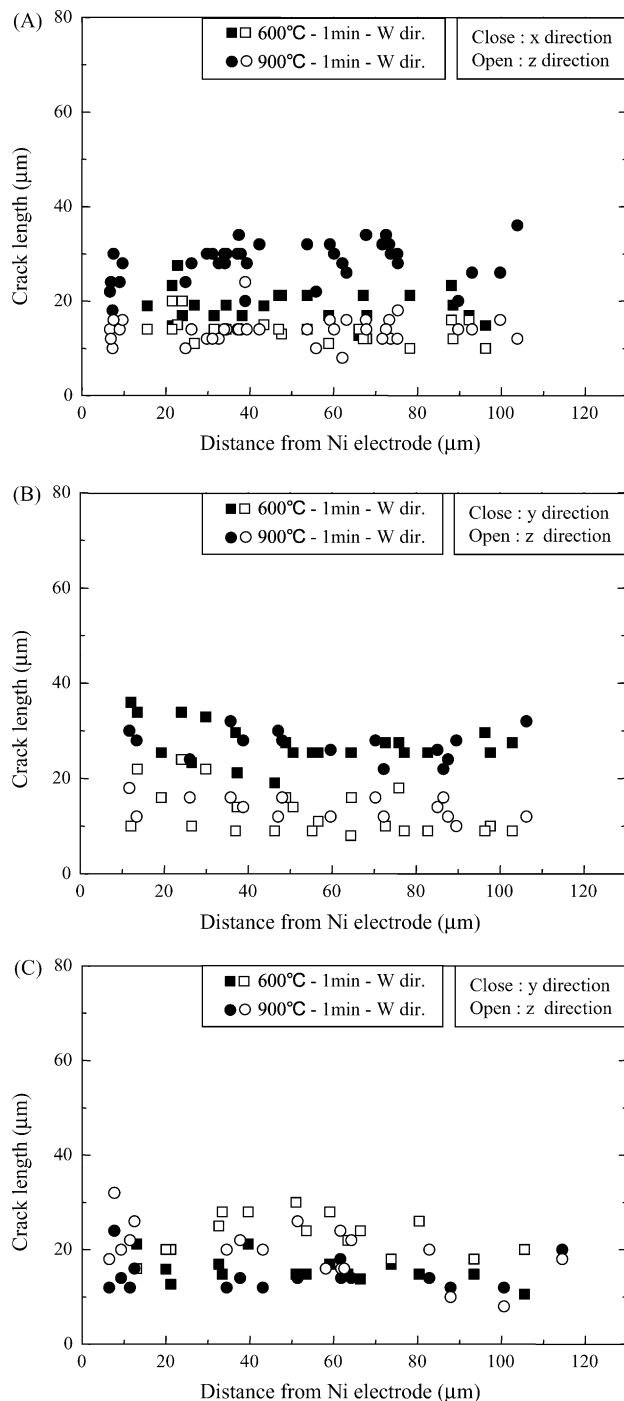 (A)
80
60
40
20
0
0 20 40 60 80 100 120
Crack length (μm)
Distance from Ni electrode (μm)
600℃ - 1min - W dir.
900℃ - 1min - W dir.
Close : x direction
Open : z direction
(B)
80
60
40
20
0
0 20 40 60 80 100 120
Crack length (μm)
Distance from Ni electrode (μm)
600℃ - 1min - W dir.
900℃ - 1min - W dir.
Close : y direction
Open : z direction
(C)
80
60
40
20
0
0 20 40 60 80 100 120
Crack length (μm)
Distance from Ni electrode (μm)
600℃ - 1min - W dir.
900℃ - 1min - W dir.
Close : y direction
Open : z direction